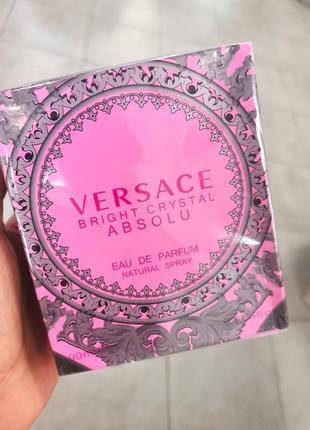 VERSACE
BRIGHT CRYSTAL
ABSOLU
EAU DE PARFUM
NATURAL SPRAY